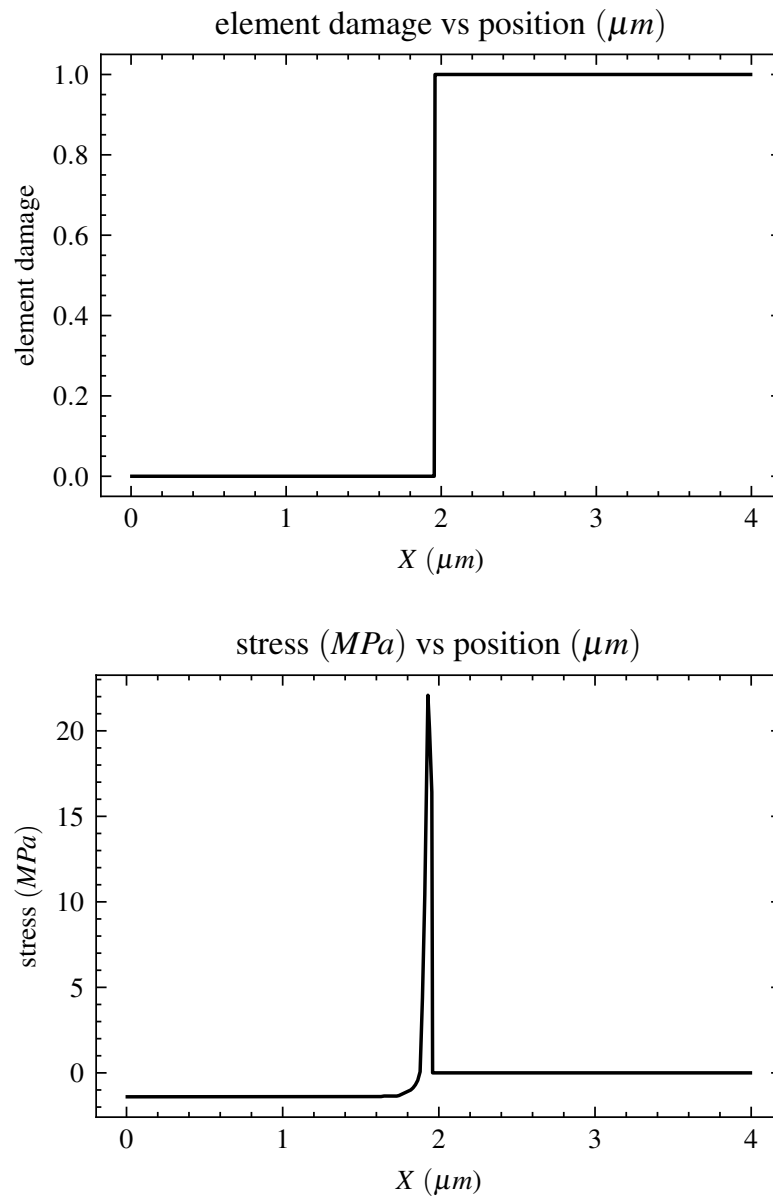 element damage vs position (μm)
1.0
0.8
0.6
0.4
0.2
0.0
element damage
0 1 2 3 4
X (μm)
stress (MPa) vs position (μm)
20
15
10
5
0
stress (MPa)
0 1 2 3 4
X (μm)